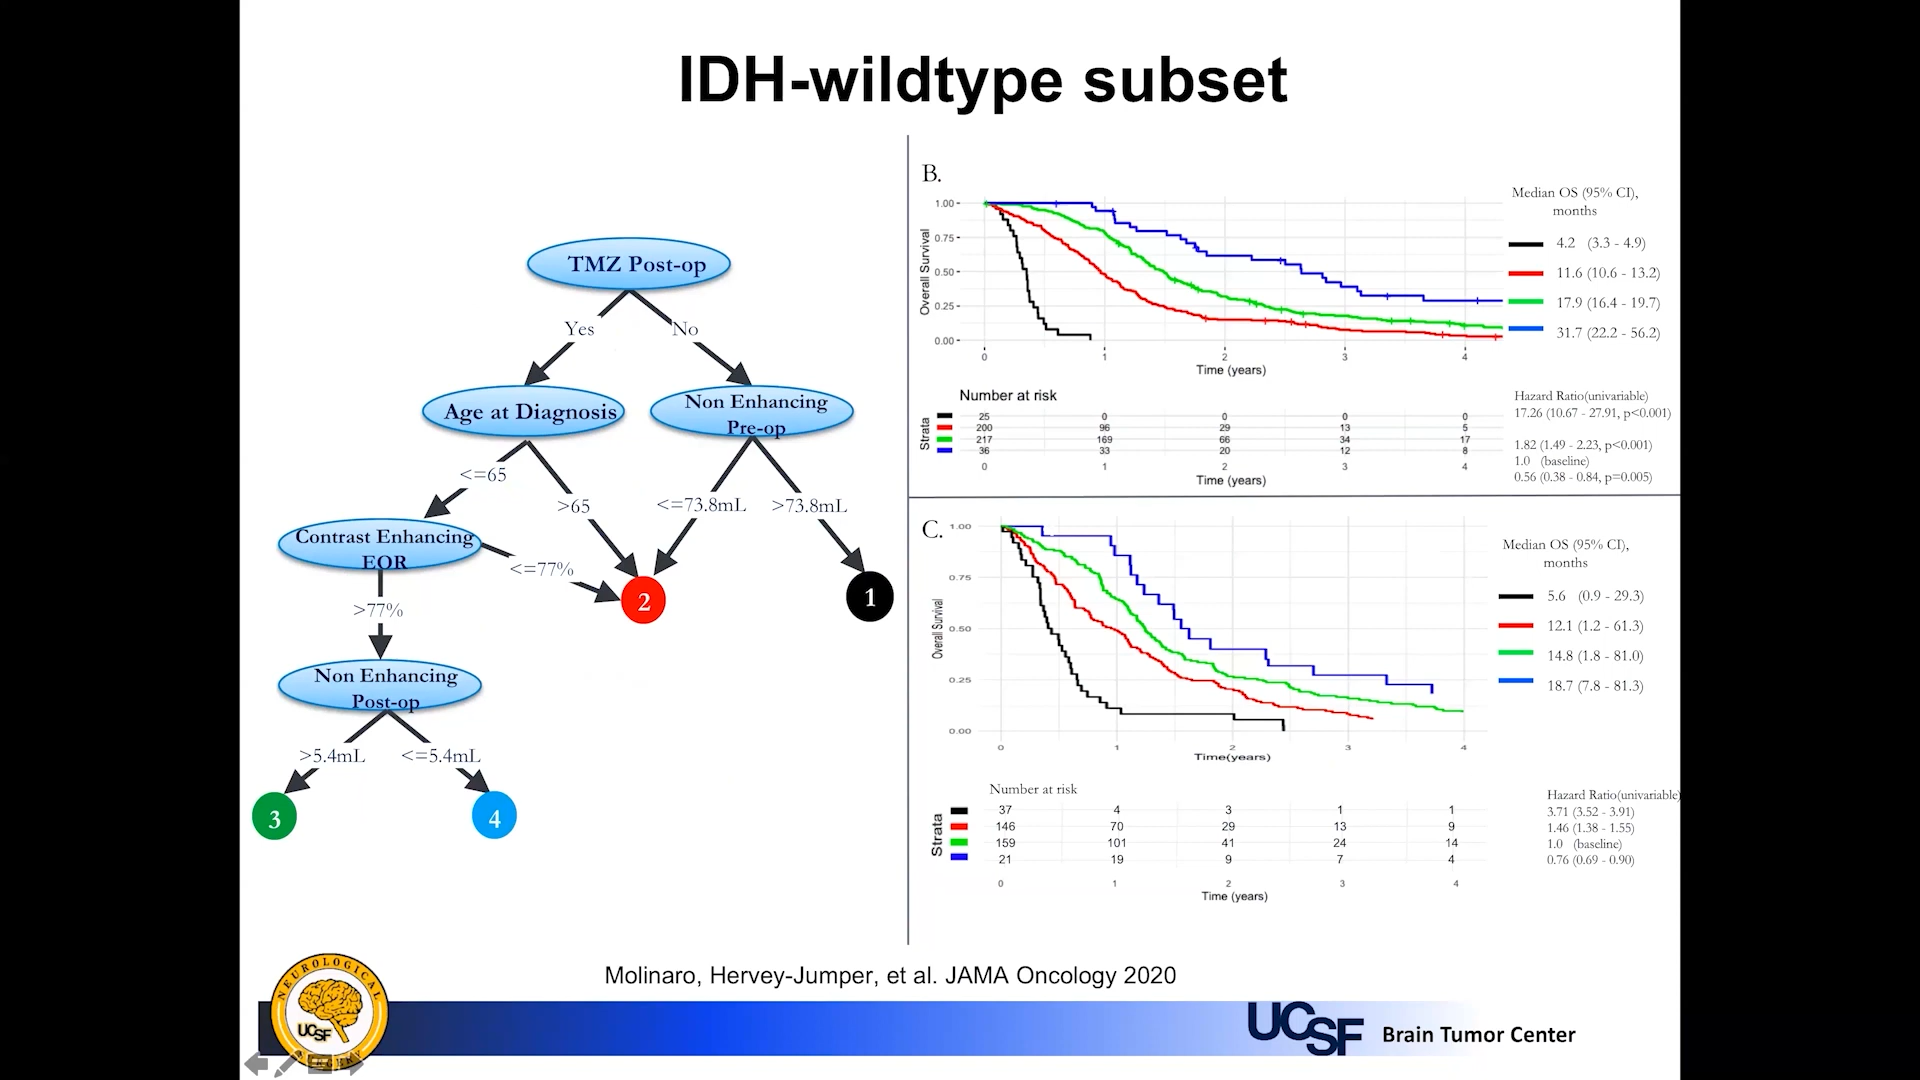 IDH-wildtype subset
TMZ Post-op
Yes
No
Age at Diagnosis
Non Enhancing
Pre-op
<=65
>65
<=73.8mL
>73.8mL
Contrast Enhancing
EOR
<=77%
>77%
2
1
Non Enhancing
Post-op
>5.4mL
<=5.4mL
3
4
B.
Overall Survival
1.00
0.75
0.50
0.25
0.00
0 1 2 3 4
Time (years)
Median OS (95% CI),
months
4.2 (3.3 - 4.9)
11.6 (10.6 - 13.2)
17.9 (16.4 - 19.7)
31.7 (22.2 - 56.2)
Number at risk
Strata
25 0 0 0 0
200 96 29 13 5
217 169 66 34 17
36 33 20 12 8
0 1 2 3 4
Time (years)
Hazard Ratio(univariable)
17.26 (10.67 - 27.91, p<0.001)
1.82 (1.49 - 2.23, p<0.001)
1.0 (baseline)
0.56 (0.38 - 0.84, p=0.005)
C.
Overall Survival
1.00
0.75
0.50
0.25
0.00
0 1 2 3 4
Time(years)
Median OS (95% CI),
months
5.6 (0.9 - 29.3)
12.1 (1.2 - 61.3)
14.8 (1.8 - 81.0)
18.7 (7.8 - 81.3)
Number at risk
Strata
37 4 3 1 1
146 70 29 13 9
159 101 41 24 14
21 19 9 7 4
0 1 2 3 4
Time (years)
Hazard Ratio(univariable)
3.71 (3.52 - 3.91)
1.46 (1.38 - 1.55)
1.0 (baseline)
0.76 (0.69 - 0.90)
Molinaro, Hervey-Jumper, et al. JAMA Oncology 2020
NEUROLOGICAL
UCSF
UCSF Brain Tumor Center